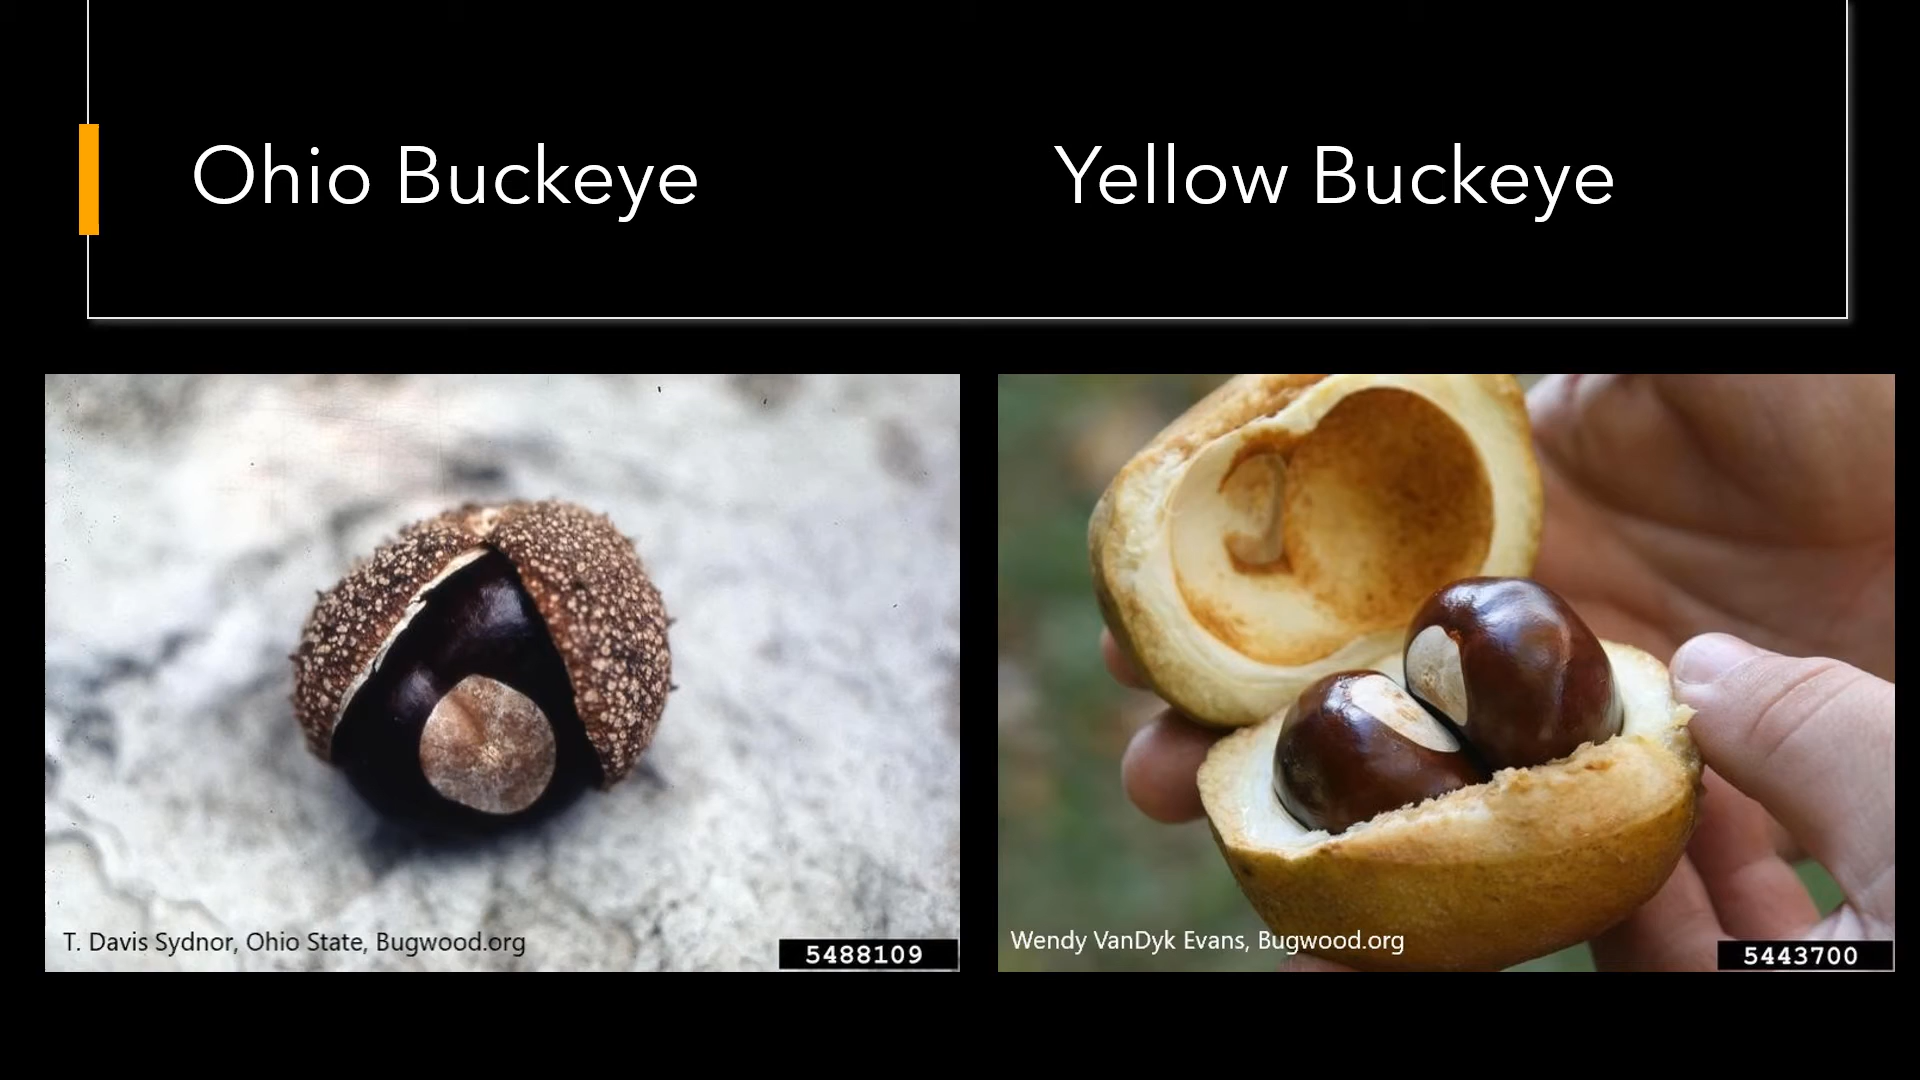 Ohio Buckeye
Yellow Buckeye
T. Davis Sydnor, Ohio State, Bugwood.org
5488109
Wendy VanDyk Evans, Bugwood.org
5443700